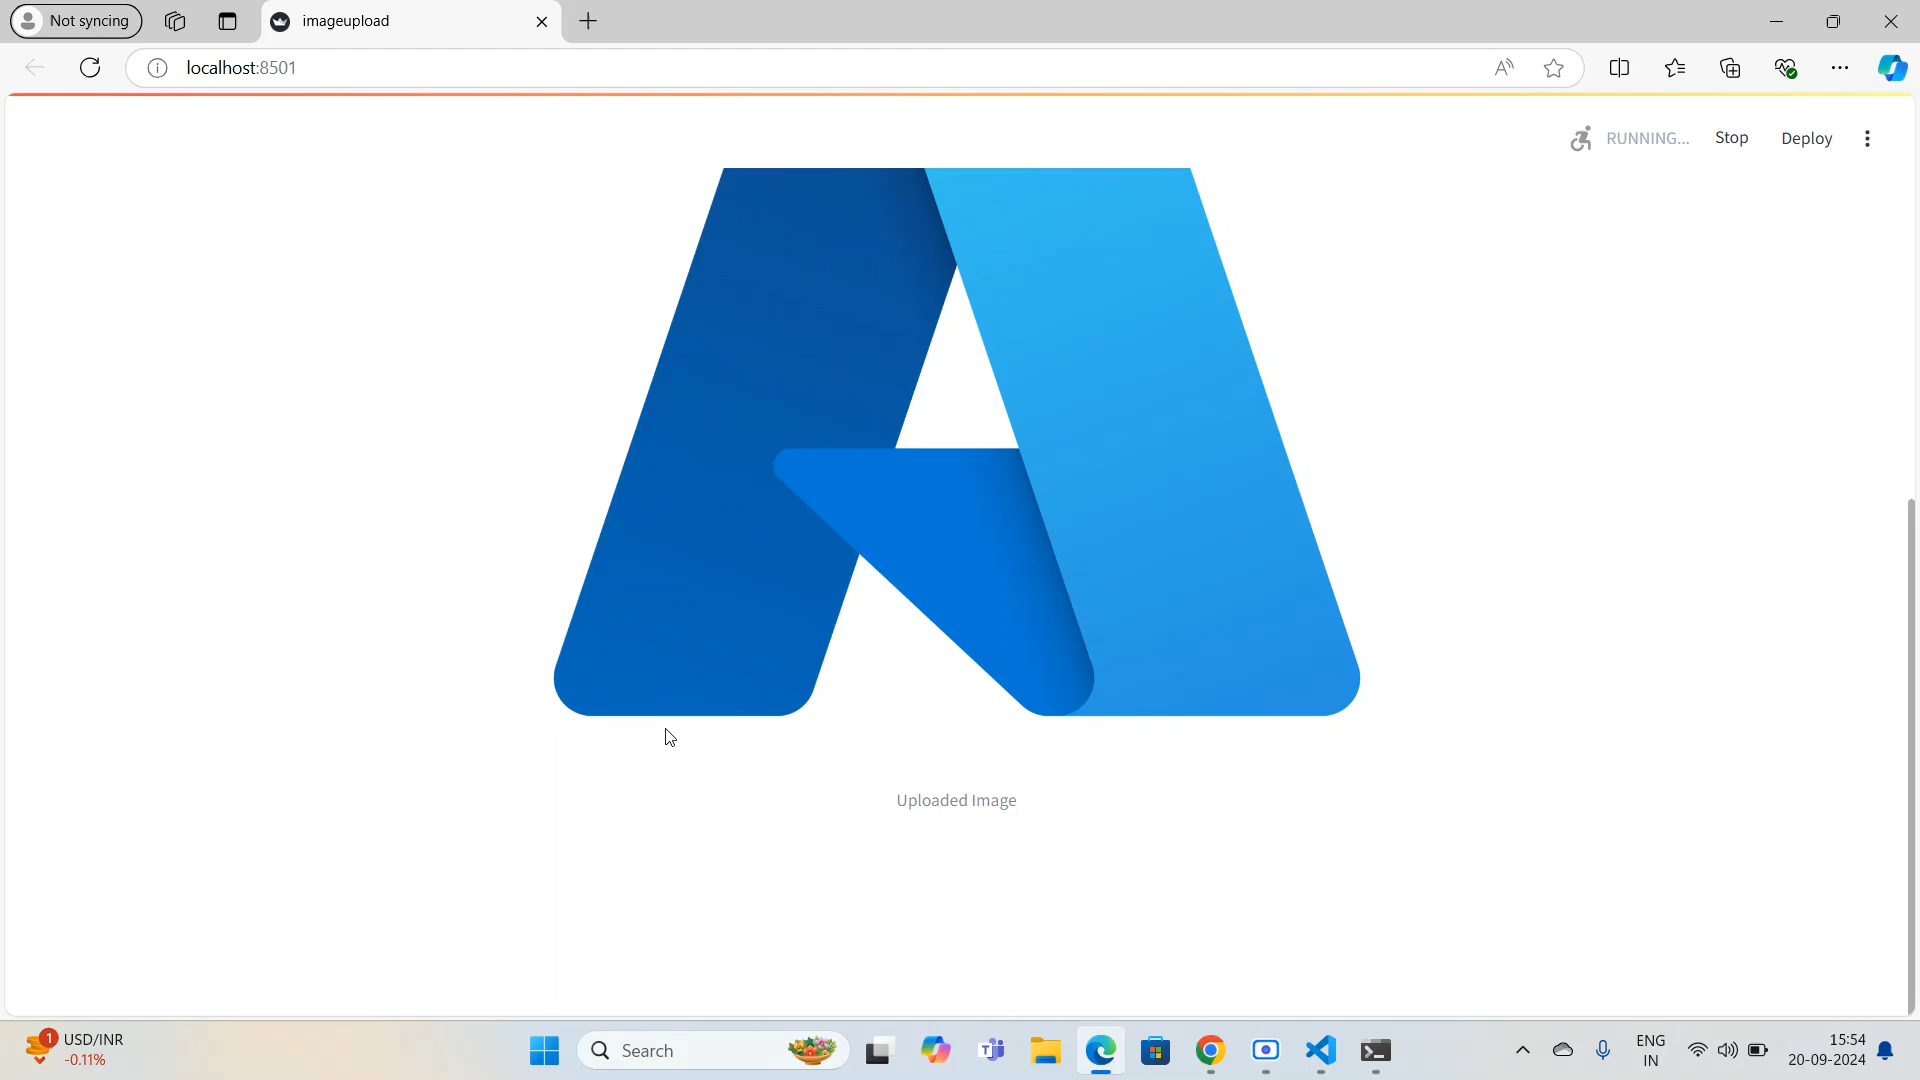 Not syncing
imageupload
localhost:8501
RUNNING...
Stop
Deploy
Uploaded Image
1
USD/INR
-0.11%
Search
ENG
IN
15:54
20-09-2024